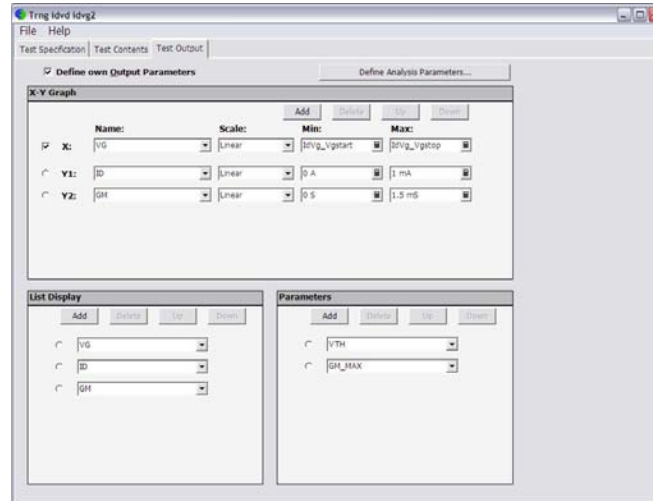 Trng Idvd Idvg2
File Help
Test Specification Test Contents Test Output
Define own Output Parameters Define Analysis Parameters...
X-Y Graph
Add Delete Up Down
Name: Scale: Min: Max:
X: VG Linear IdVg_Vgstart IdVg_Vgstop
Y1: ID Linear 0 A 1 mA
Y2: GM Linear 0 S 1.5 mS
List Display
Add Delete Up Down
VG
ID
GM
Parameters
Add Delete Up Down
VTH
GM_MAX